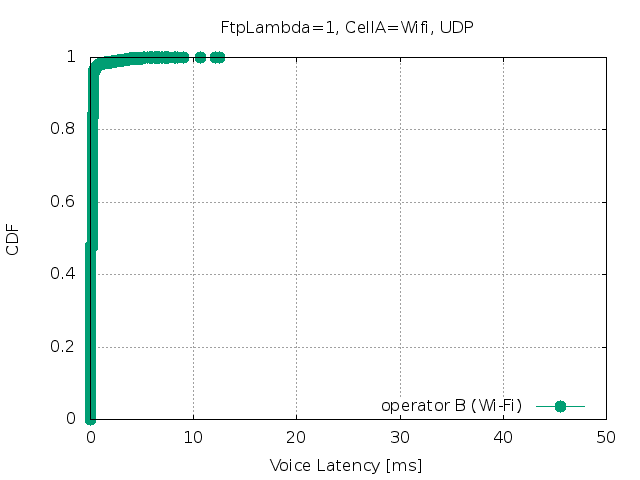 FtpLambda=1, CellA=Wifi, UDP
1
0.8
0.6
0.4
0.2
0
CDF
operator B (Wi-Fi)
0 10 20 30 40 50
Voice Latency [ms]